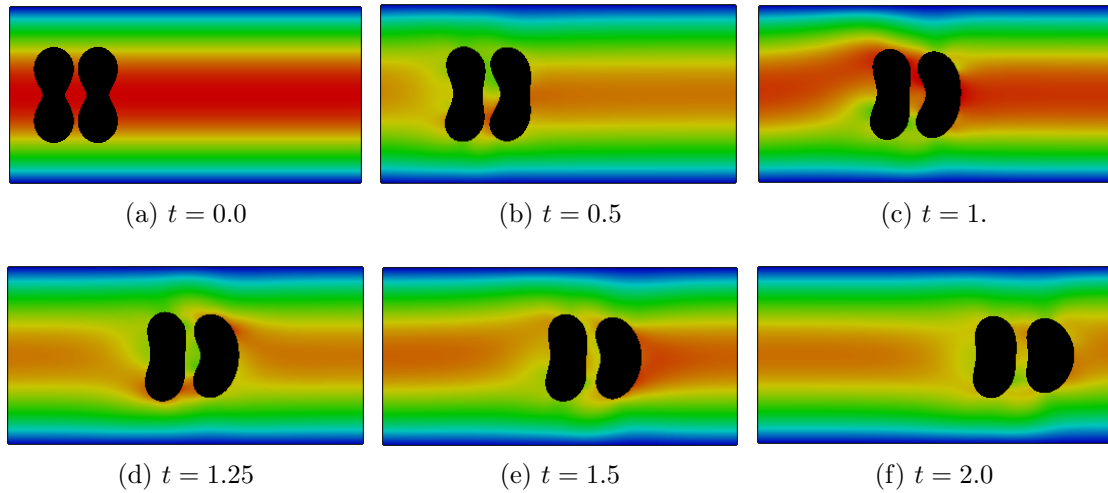 (a) t = 0.0
(b) t = 0.5
(c) t = 1.
(d) t = 1.25
(e) t = 1.5
(f) t = 2.0